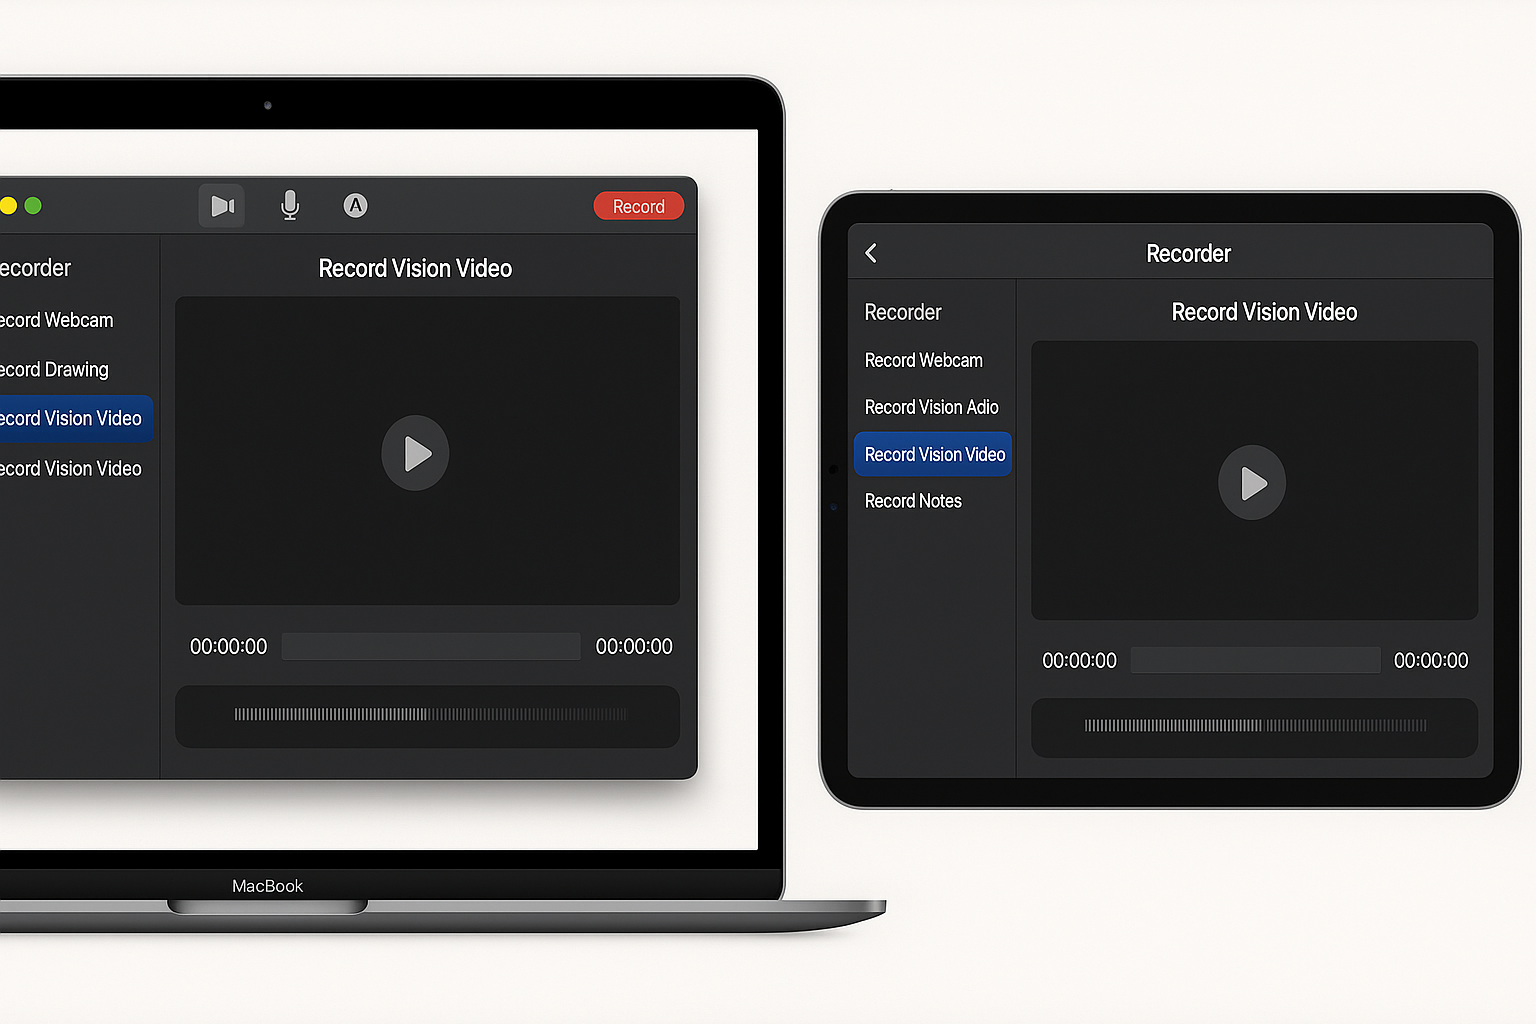 A
Record
ecorder
ecord Webcam
ecord Drawing
ecord Vision Video
ecord Vision Video
Record Vision Video
00:00:00
00:00:00
MacBook
Recorder
Recorder
Record Webcam
Record Vision Adio
Record Vision Video
Record Notes
Record Vision Video
00:00:00
00:00:00